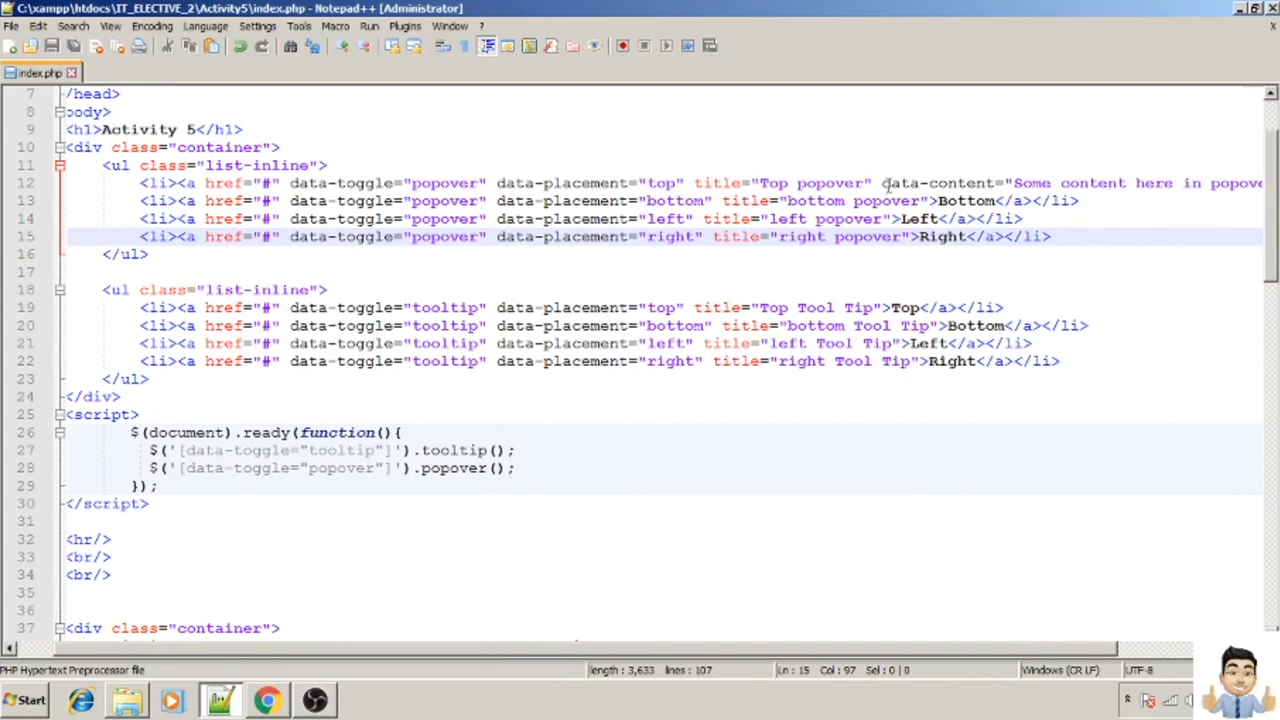 C:\xampp\htdocs\IT_ELECTIVE_2\Activity5\index.php - Notepad++ [Administrator]
File Edit Search View Encoding Language Settings Tools Macro Run Plugins Window ?
index.php
7 /head>
8 body>
9 <h1>Activity 5</h1>
10 <div class="container">
11 <ul class="list-inline">
12 <li><a href="#" data-toggle="popover" data-placement="top" title="Top popover" data-content="Some content here in popove
13 <li><a href="#" data-toggle="popover" data-placement="bottom" title="bottom popover">Bottom</a></li>
14 <li><a href="#" data-toggle="popover" data-placement="left" title="left popover">Left</a></li>
15 <li><a href="#" data-toggle="popover" data-placement="right" title="right popover">Right</a></li>
16 </ul>
17
18 <ul class="list-inline">
19 <li><a href="#" data-toggle="tooltip" data-placement="top" title="Top Tool Tip">Top</a></li>
20 <li><a href="#" data-toggle="tooltip" data-placement="bottom" title="bottom Tool Tip">Bottom</a></li>
21 <li><a href="#" data-toggle="tooltip" data-placement="left" title="left Tool Tip">Left</a></li>
22 <li><a href="#" data-toggle="tooltip" data-placement="right" title="right Tool Tip">Right</a></li>
23 </ul>
24 </div>
25 <script>
26 $(document).ready(function(){
27 $('[data-toggle="tooltip"]').tooltip();
28 $('[data-toggle="popover"]').popover();
29 });
30 </script>
31
32 <hr/>
33 <br/>
34 <br/>
35
36
37 <div class="container">
PHP Hypertext Preprocessor file length : 3,633 lines : 107 Ln : 15 Col : 97 Sel : 0 | 0 Windows (CR LF) UTF-8
Start